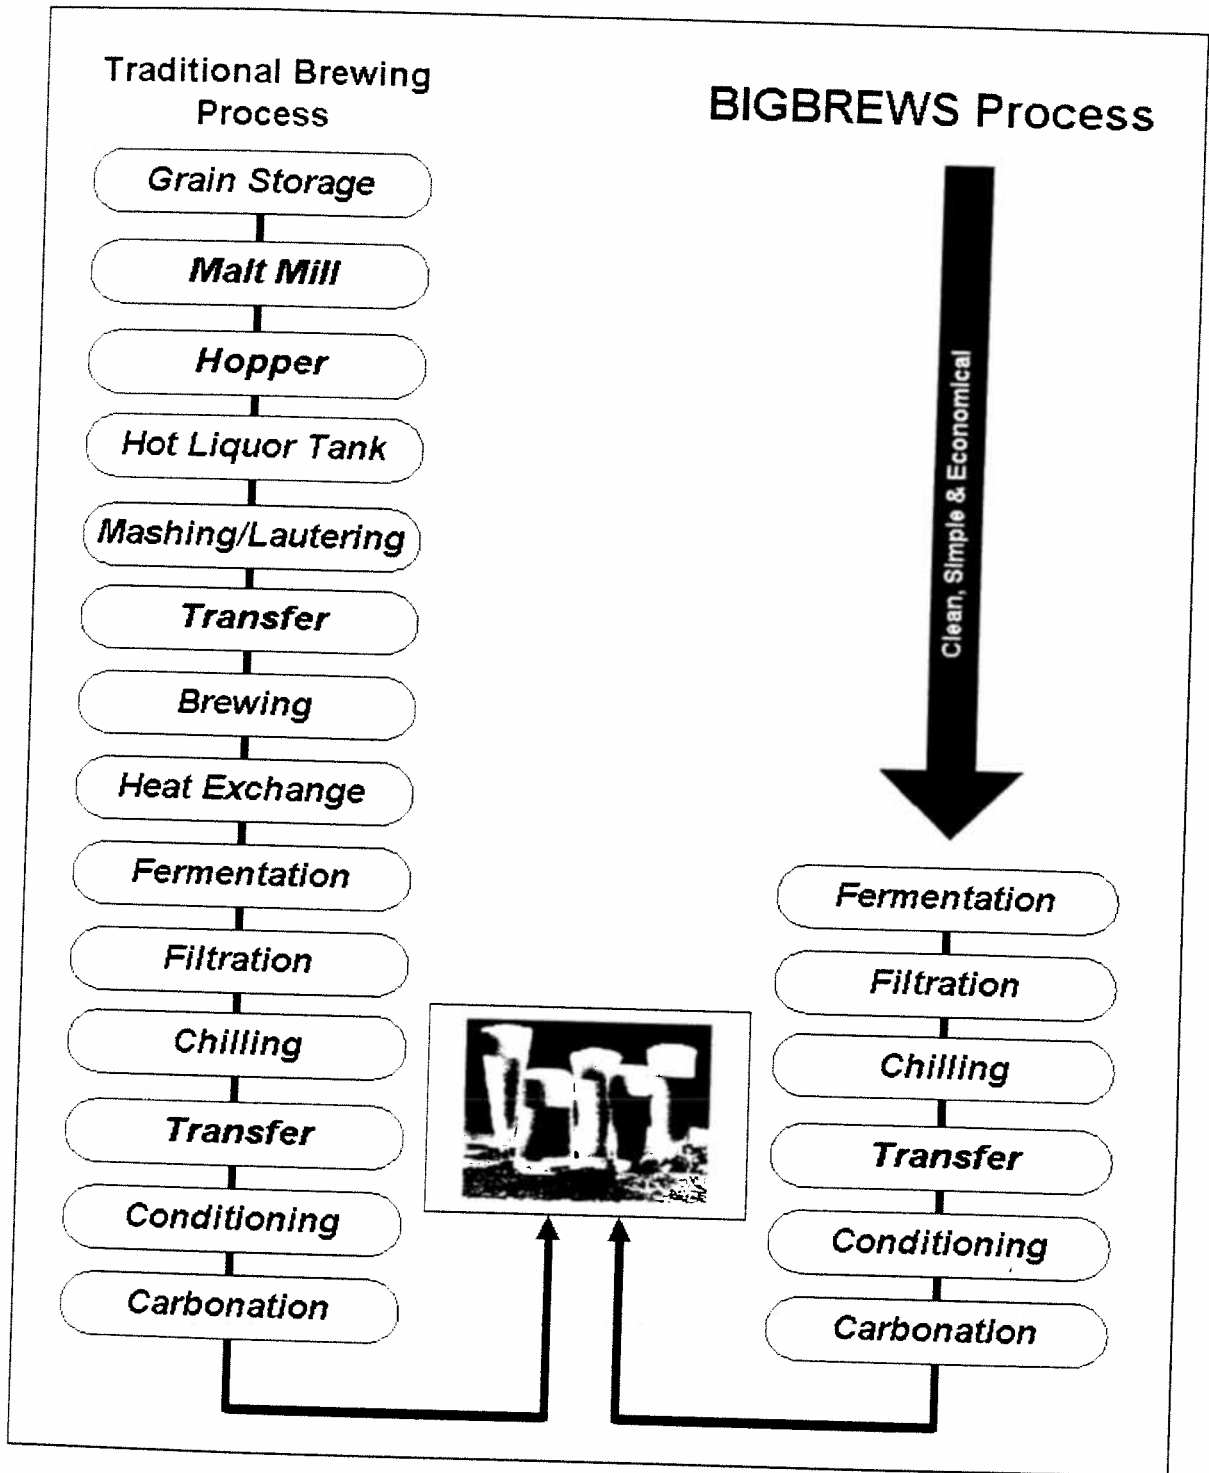 Traditional Brewing
Process
Grain Storage
Malt Mill
Hopper
Hot Liquor Tank
Mashing/Lautering
Transfer
Brewing
Heat Exchange
Fermentation
Filtration
Chilling
Transfer
Conditioning
Carbonation
BIGBREWS Process
Clean, Simple & Economical
Fermentation
Filtration
Chilling
Transfer
Conditioning
Carbonation